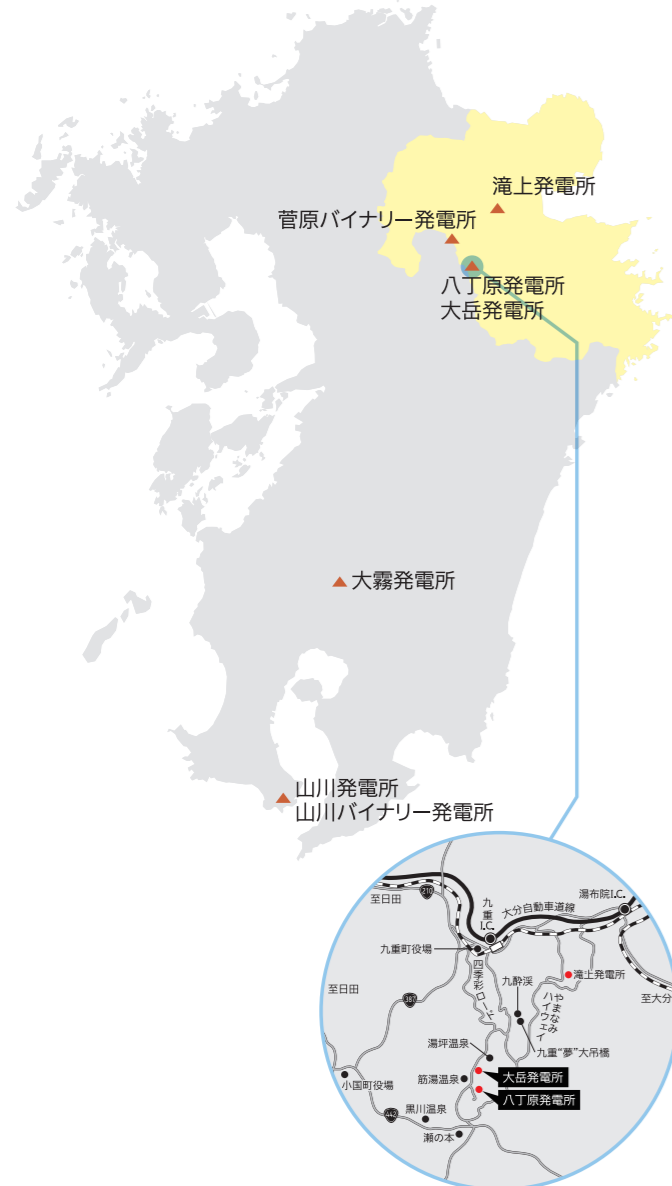 滝上発電所
菅原バイナリー発電所
八丁原発電所
大岳発電所
大霧発電所
山川発電所
山川バイナリー発電所
210
至日田
九重I.C.
大分自動車道線
湯布院I.C.
九重町役場
四季彩ロード
九酔渓
滝上発電所
至日田
387
やまなみハイウェイ
至大分
九重“夢”大吊橋
湯坪温泉
大岳発電所
筋湯温泉
小国町役場
八丁原発電所
黒川温泉
442
瀬の本